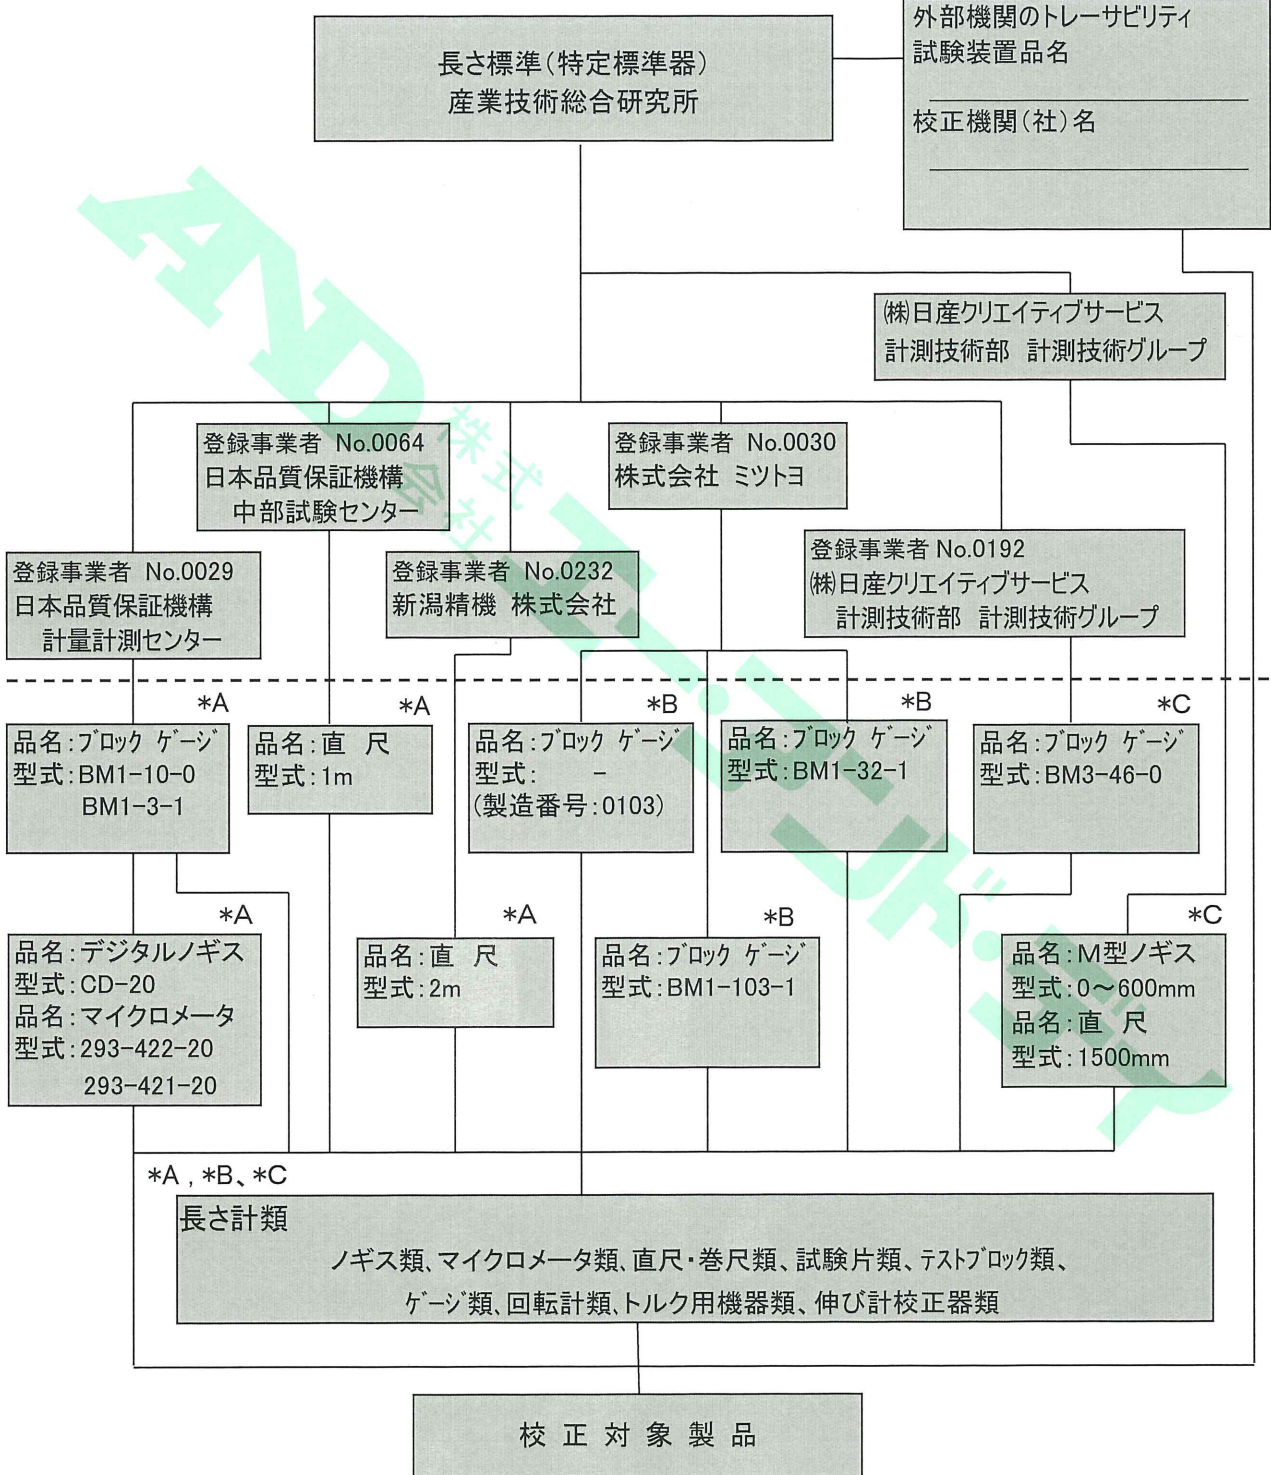 長さ標準(特定標準器)
産業技術総合研究所
外部機関のトレーサビリティ
試験装置品名
校正機関(社)名
㈱日産クリエイティブサービス
計測技術部 計測技術グループ
登録事業者 No.0064
日本品質保証機構
中部試験センター
登録事業者 No.0030
株式会社 ミツトヨ
登録事業者 No.0029
日本品質保証機構
計量計測センター
登録事業者 No.0232
新潟精機 株式会社
登録事業者 No.0192
㈱日産クリエイティブサービス
計測技術部 計測技術グループ
*A
品名:ブロック ゲージ
型式:BM1-10-0
BM1-3-1
*A
品名:直 尺
型式:1m
*B
品名:ブロック ゲージ
型式: -
(製造番号:0103)
*B
品名:ブロック ゲージ
型式:BM1-32-1
*C
品名:ブロック ゲージ
型式:BM3-46-0
*A
品名:デジタルノギス
型式:CD-20
品名:マイクロメータ
型式:293-422-20
293-421-20
*A
品名:直 尺
型式:2m
*B
品名:ブロック ゲージ
型式:BM1-103-1
*C
品名:M型ノギス
型式:0~600mm
品名:直 尺
型式:1500mm
*A , *B、*C
長さ計類
ノギス類、マイクロメータ類、直尺・巻尺類、試験片類、テストブロック類、
ゲージ類、回転計類、トルク用機器類、伸び計校正器類
校 正 対 象 製 品
AND 株式会社 エー・アンド・デイ